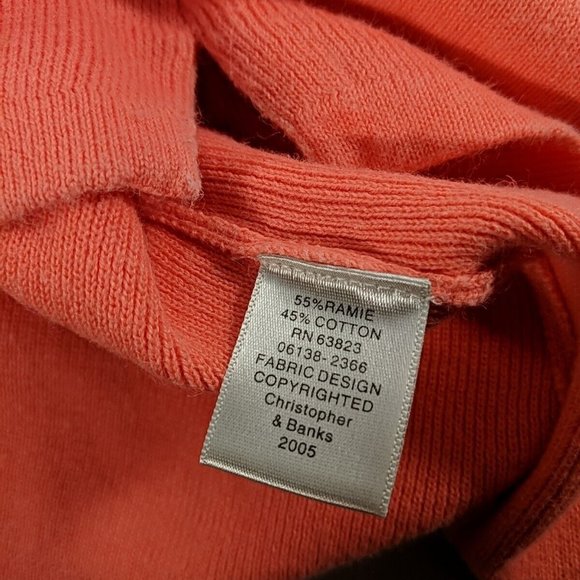 55%RAMIE
45% COTTON
RN 63823
06138-2366
FABRIC DESIGN
COPYRIGHTED
Christopher
& Banks
2005